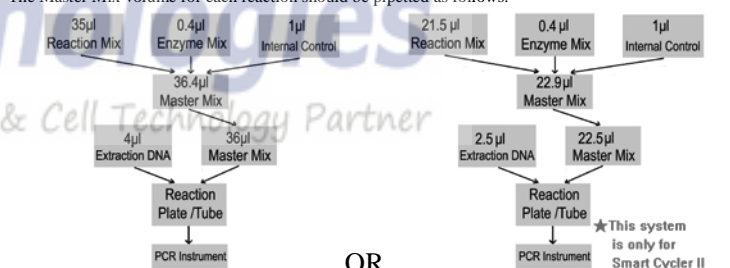 The Master Mix volume for each reaction should be pipetted as follows:
35μl
Reaction Mix
0.4μl
Enzyme Mix
1μl
Internal Control
36.4μl
Master Mix
4μl
Extraction DNA
36μl
Master Mix
Reaction
Plate /Tube
PCR Instrument
OR
21.5 μl
Reaction Mix
0.4 μl
Enzyme Mix
1μl
Internal Control
22.9μl
Master Mix
2.5 μl
Extraction DNA
22.5μl
Master Mix
Reaction
Plate /Tube
PCR Instrument
★This system
is only for
Smart Cycler II
& Cell Technology Partner